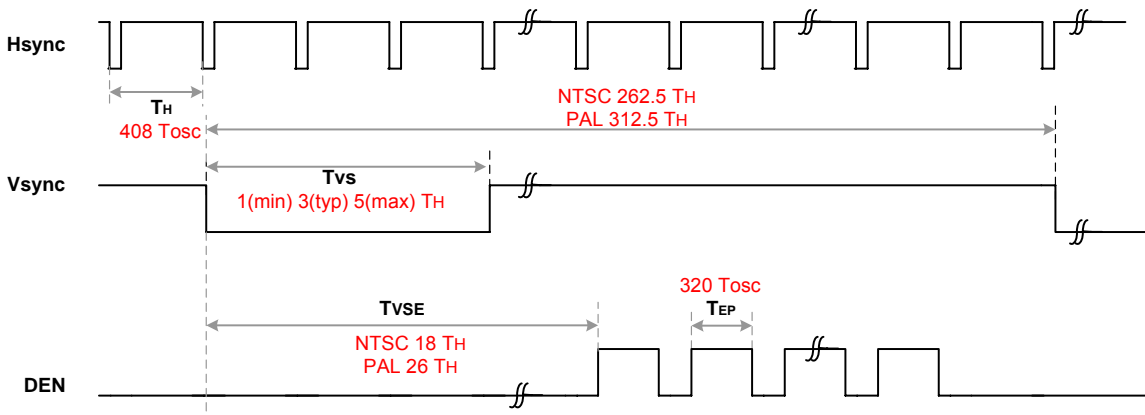 Hsync
TH
408 Tosc
NTSC 262.5 TH
PAL 312.5 TH
Vsync
TVS
1(min) 3(typ) 5(max) TH
TVSE
NTSC 18 TH
PAL 26 TH
320 Tosc
TEP
DEN